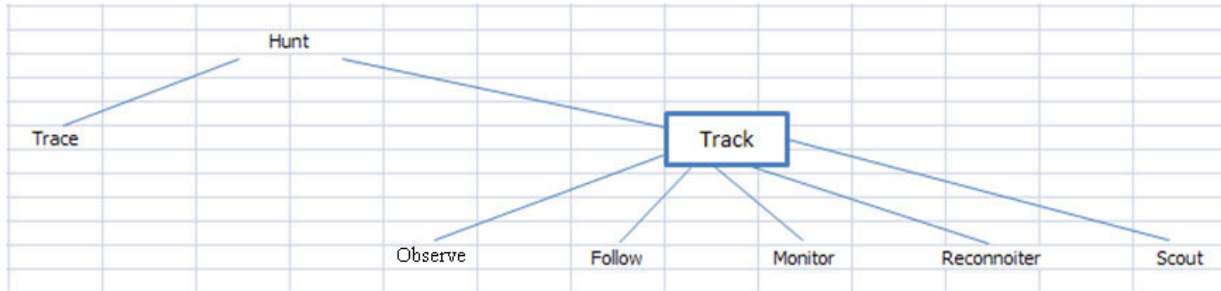 Hunt
Trace
Track
Observe
Follow
Monitor
Reconnoiter
Scout